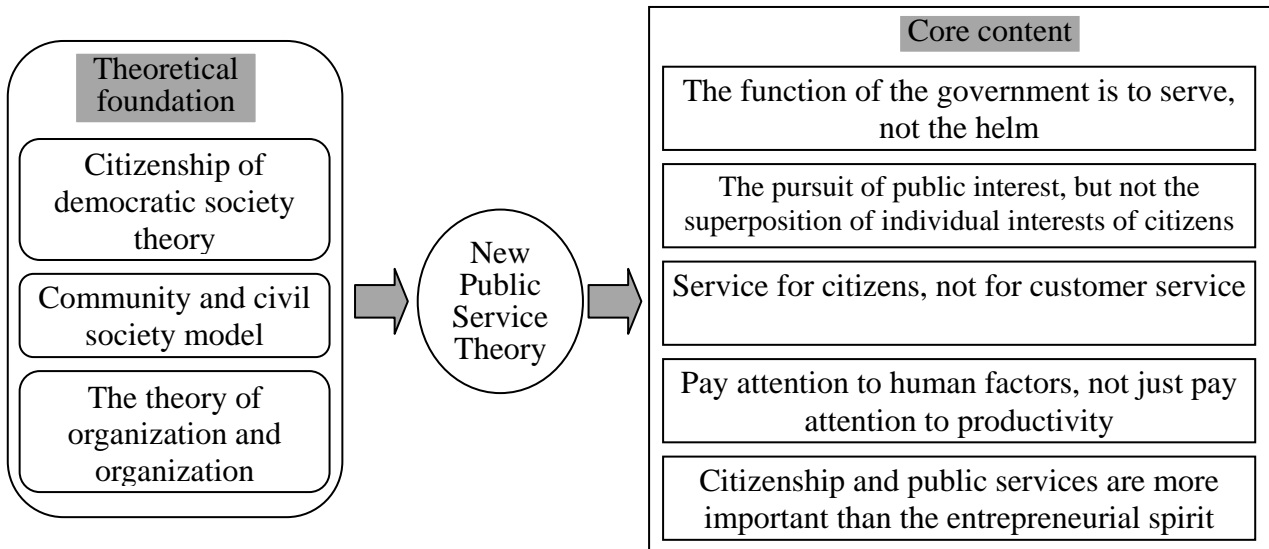 Theoretical
foundation
Citizenship of
democratic society
theory
Community and civil
society model
The theory of
organization and
organization
New
Public
Service
Theory
Core content
The function of the government is to serve,
not the helm
The pursuit of public interest, but not the
superposition of individual interests of citizens
Service for citizens, not for customer service
Pay attention to human factors, not just pay
attention to productivity
Citizenship and public services are more
important than the entrepreneurial spirit